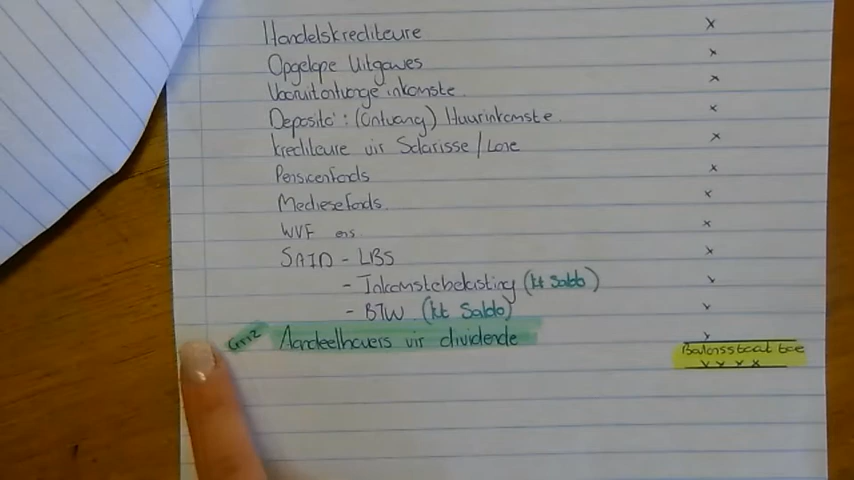 Handelskrediteure x
Opgelope Uitgawes x
Vooruitontvange inkomste x
Deposito: (Ontvang) Huurinkomste x
Krediteure vir Salarisse/Lone x
Pensioenfonds x
Mediesefonds x
WVF ens x
SAID - LBS x
- Inkomstebelasting (kt Saldo) x
- BTW (kt Saldo) x
Aandeelhouers vir dividende x
Balansstaat toe
x x x x